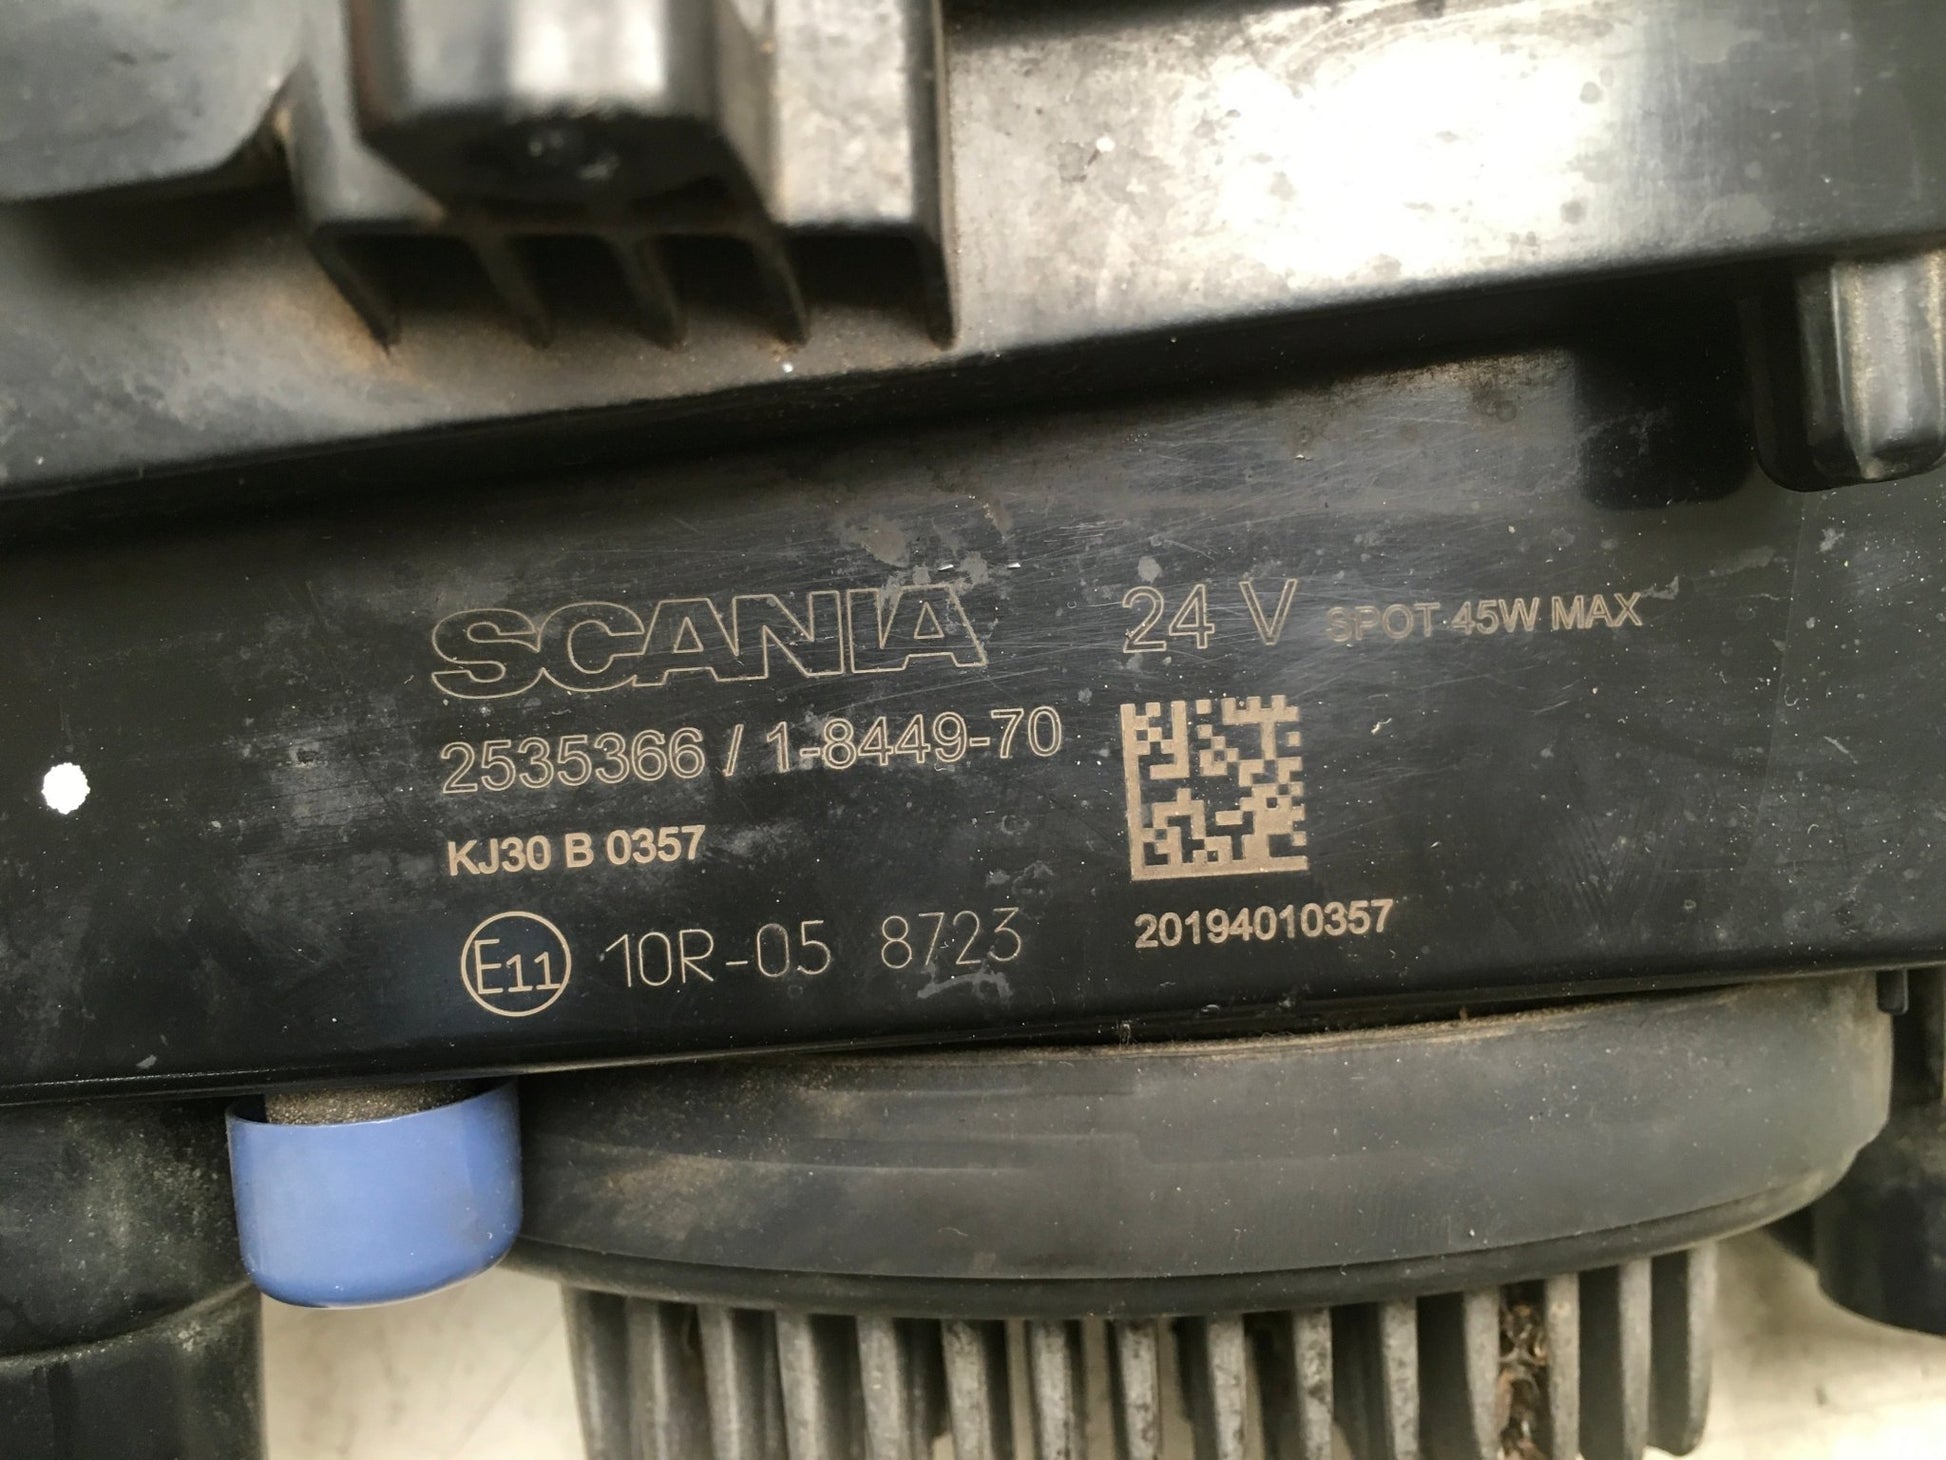 SCANIA 24 V SPOT 45W MAX
2535366 / 1-8449-70
KJ30 B 0357
E11 10R-05 8723
20194010357